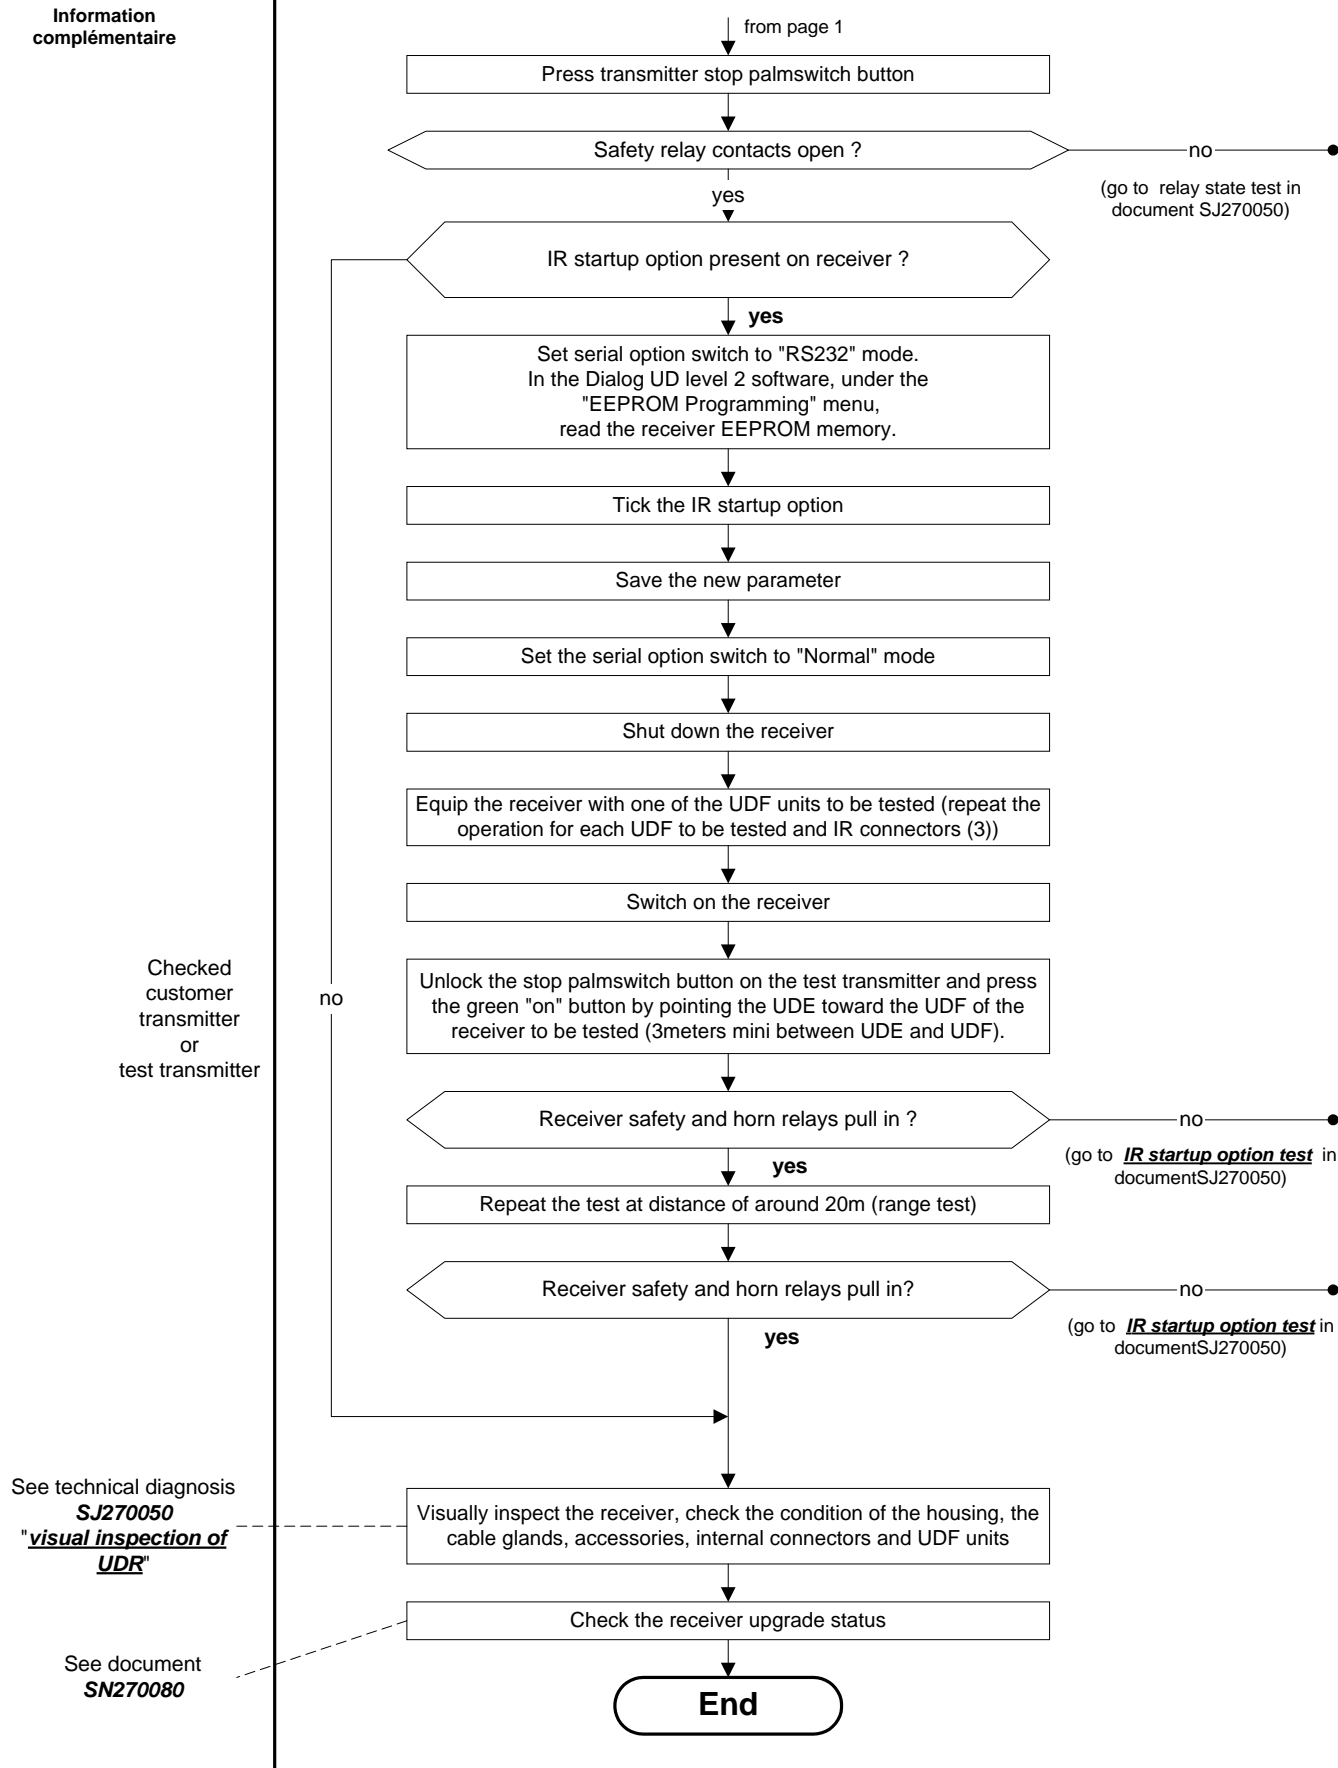 Information
complémentaire
from page 1
Press transmitter stop palmswitch button
Safety relay contacts open ?
no
(go to relay state test in
document SJ270050)
yes
IR startup option present on receiver ?
yes
Set serial option switch to "RS232" mode.
In the Dialog UD level 2 software, under the
"EEPROM Programming" menu,
read the receiver EEPROM memory.
Tick the IR startup option
Save the new parameter
Set the serial option switch to "Normal" mode
Shut down the receiver
Equip the receiver with one of the UDF units to be tested (repeat the
operation for each UDF to be tested and IR connectors (3))
Switch on the receiver
Checked
customer
transmitter
or
test transmitter
no
Unlock the stop palmswitch button on the test transmitter and press
the green "on" button by pointing the UDE toward the UDF of the
receiver to be tested (3meters mini between UDE and UDF).
Receiver safety and horn relays pull in ?
no
(go to IR startup option test in
documentSJ270050)
yes
Repeat the test at distance of around 20m (range test)
Receiver safety and horn relays pull in?
no
(go to IR startup option test in
documentSJ270050)
yes
See technical diagnosis
SJ270050
"visual inspection of
UDR"
Visually inspect the receiver, check the condition of the housing, the
cable glands, accessories, internal connectors and UDF units
Check the receiver upgrade status
See document
SN270080
End